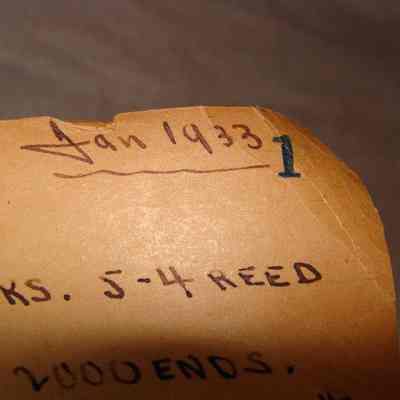 Jan 1933 1
KS. 5-4 REED
2000 ENDS.